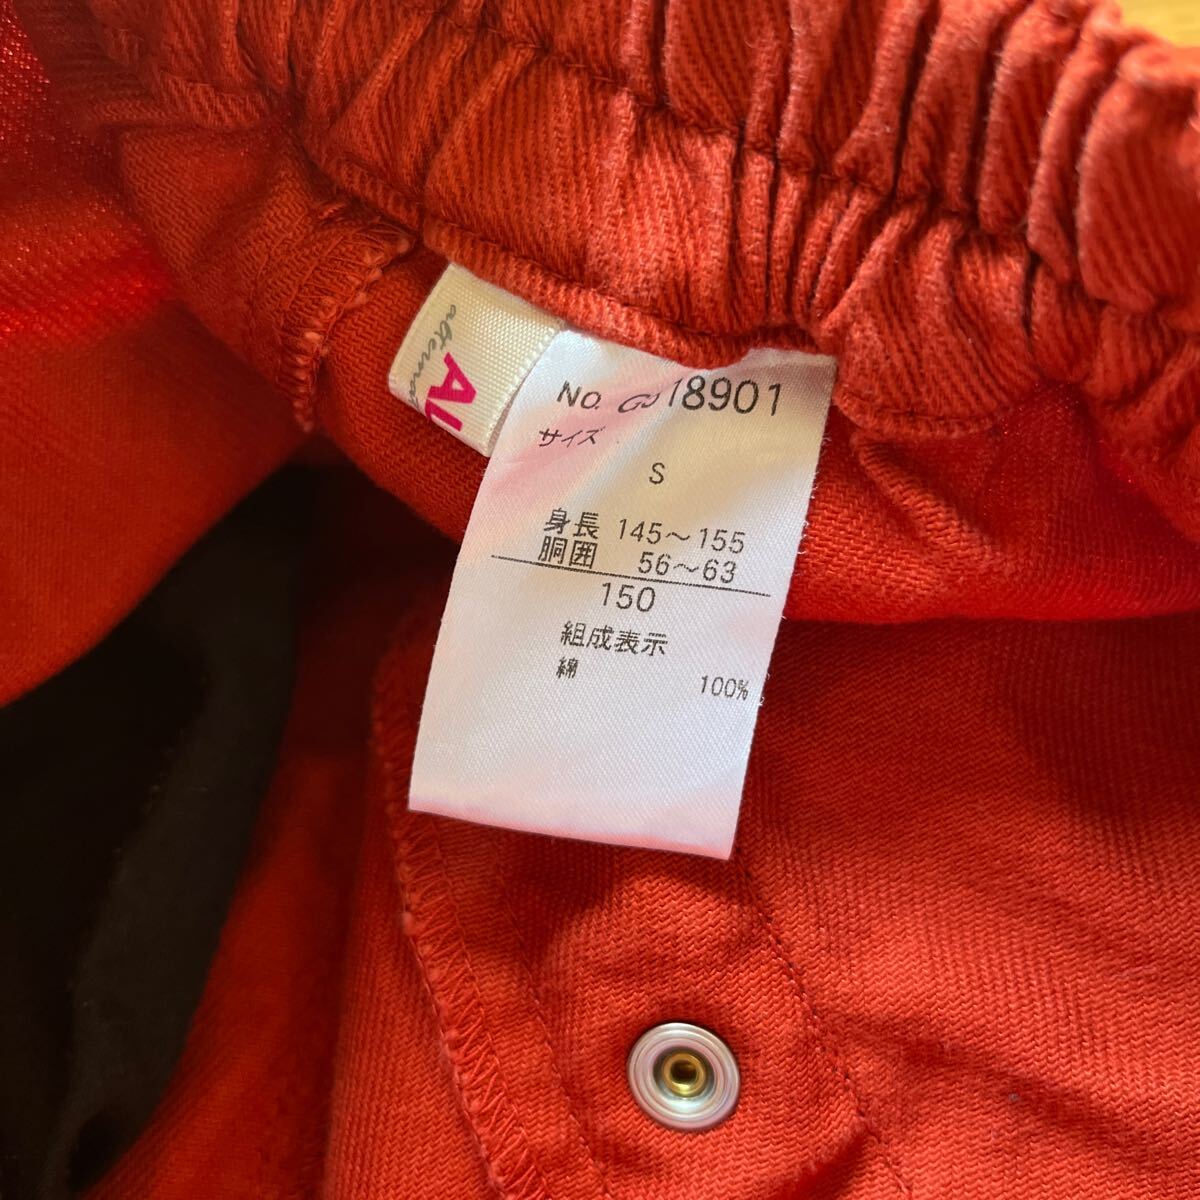 No. GJ18901
サイズ
S
身長 145～155
胴囲 56～63
150
組成表示
綿 100%